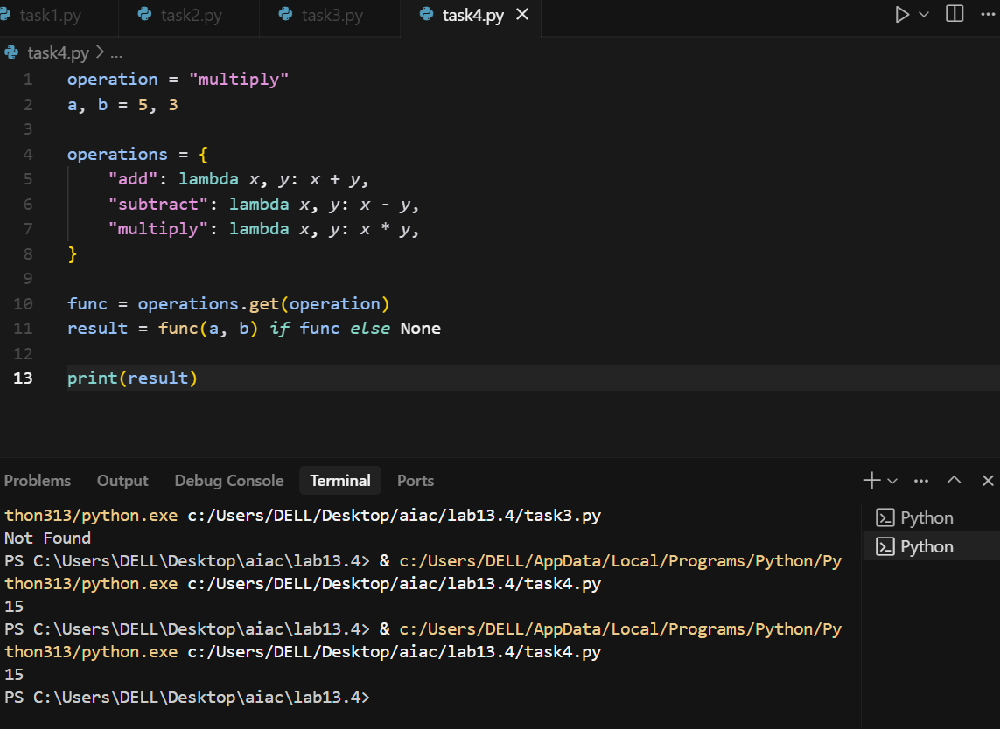 task1.py task2.py task3.py task4.py
task4.py > ...
1 operation = "multiply"
2 a, b = 5, 3
3
4 operations = {
5     "add": lambda x, y: x + y,
6     "subtract": lambda x, y: x - y,
7     "multiply": lambda x, y: x * y,
8 }
9
10 func = operations.get(operation)
11 result = func(a, b) if func else None
12
13 print(result)
Problems Output Debug Console Terminal Ports
thon313/python.exe c:/Users/DELL/Desktop/aiac/lab13.4/task3.py
Not Found
PS C:\Users\DELL\Desktop\aiac\lab13.4> & c:/Users/DELL/AppData/Local/Programs/Python/Py
thon313/python.exe c:/Users/DELL/Desktop/aiac/lab13.4/task4.py
15
PS C:\Users\DELL\Desktop\aiac\lab13.4> & c:/Users/DELL/AppData/Local/Programs/Python/Py
thon313/python.exe c:/Users/DELL/Desktop/aiac/lab13.4/task4.py
15
PS C:\Users\DELL\Desktop\aiac\lab13.4>
Python
Python